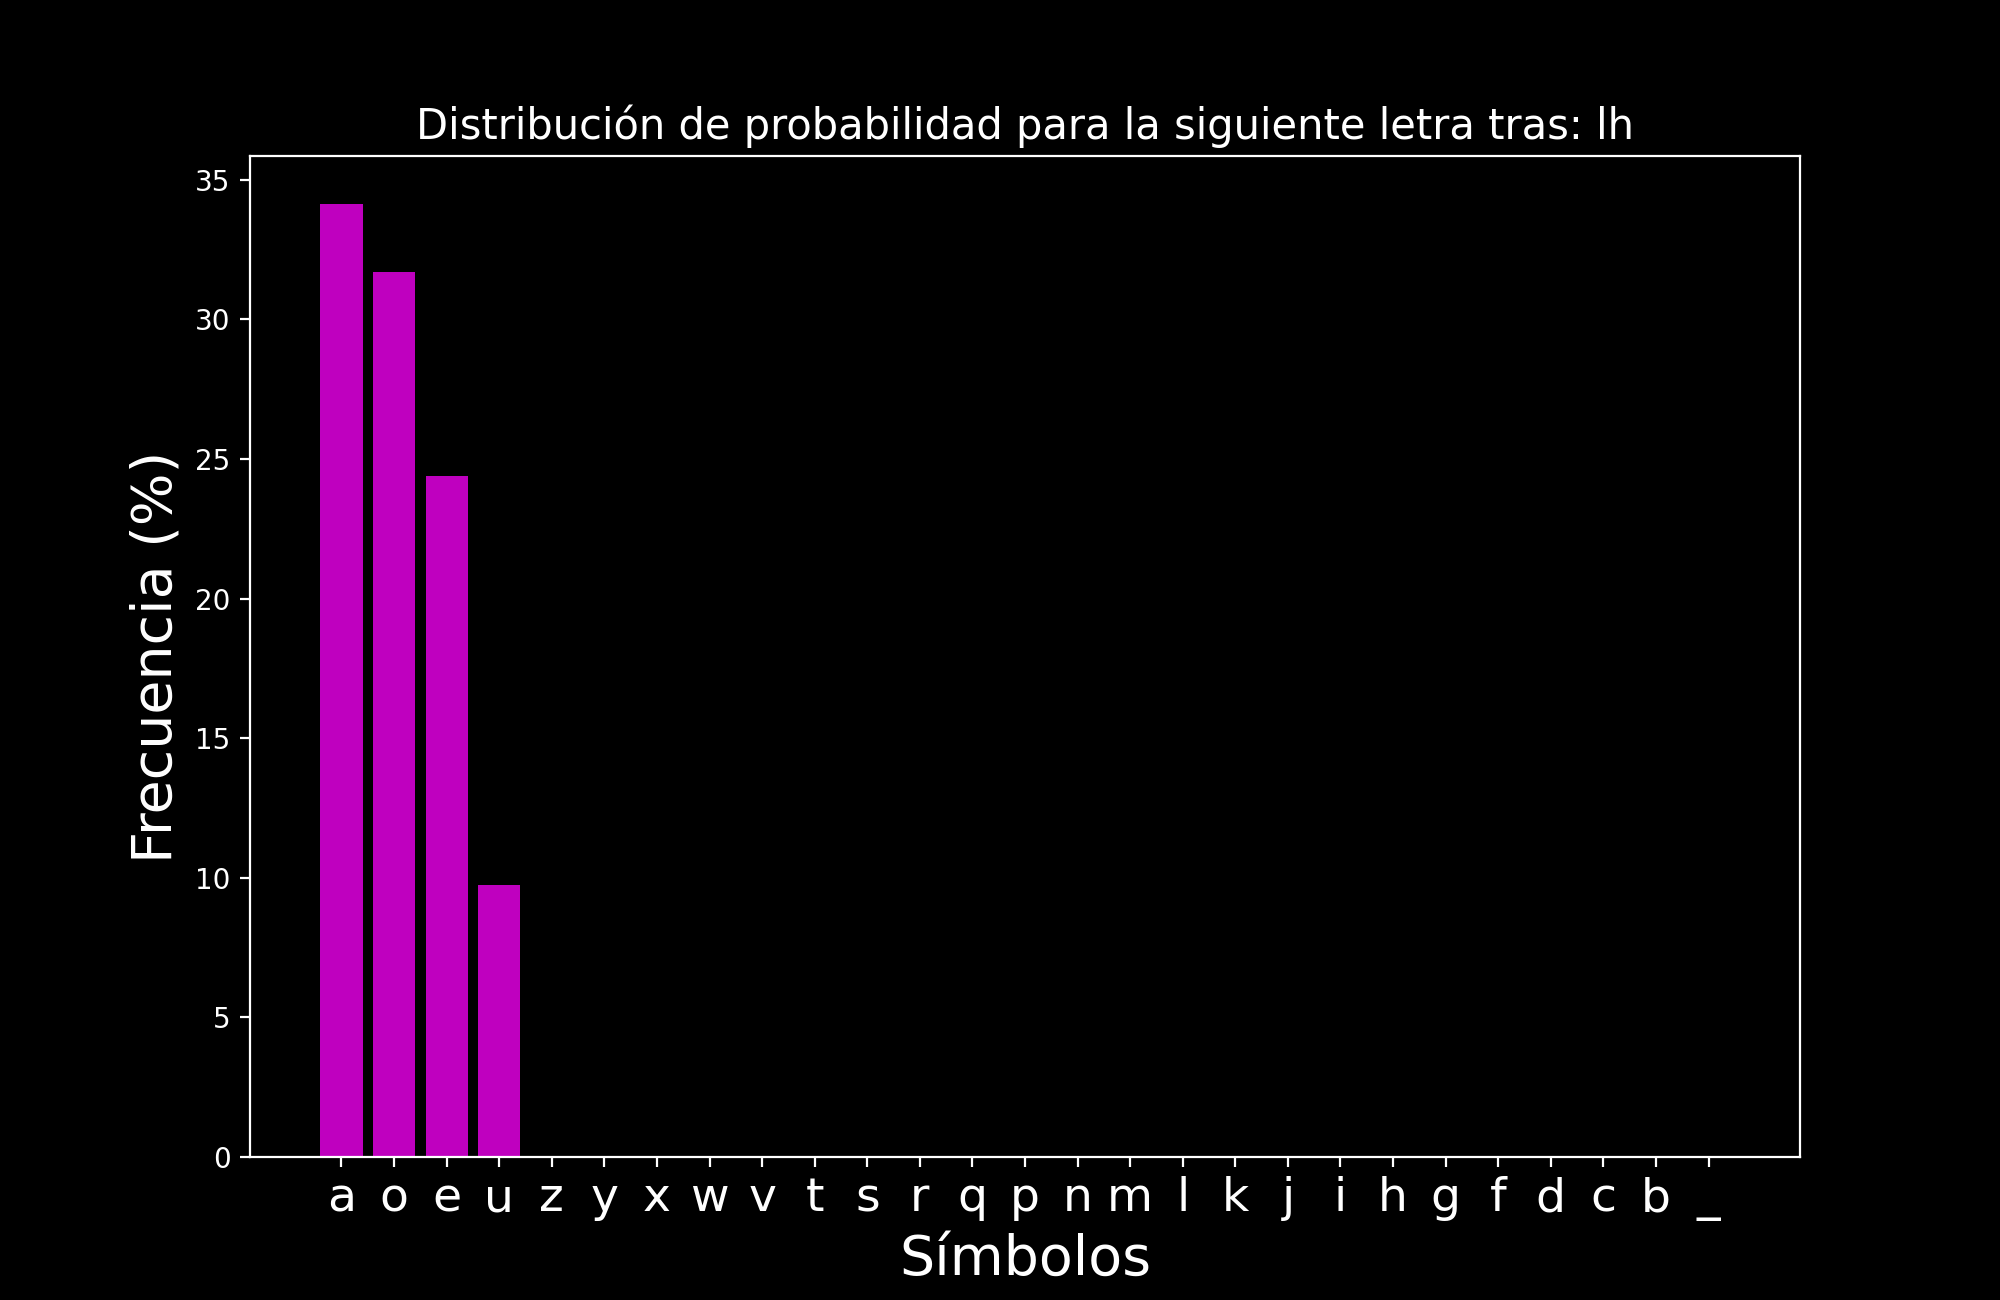 Distribución de probabilidad para la siguiente letra tras: lh
35
30
25
20
15
10
5
0
Frecuencia (%)
a o e u z y x w v t s r q p n m l k j i h g f d c b _
Símbolos